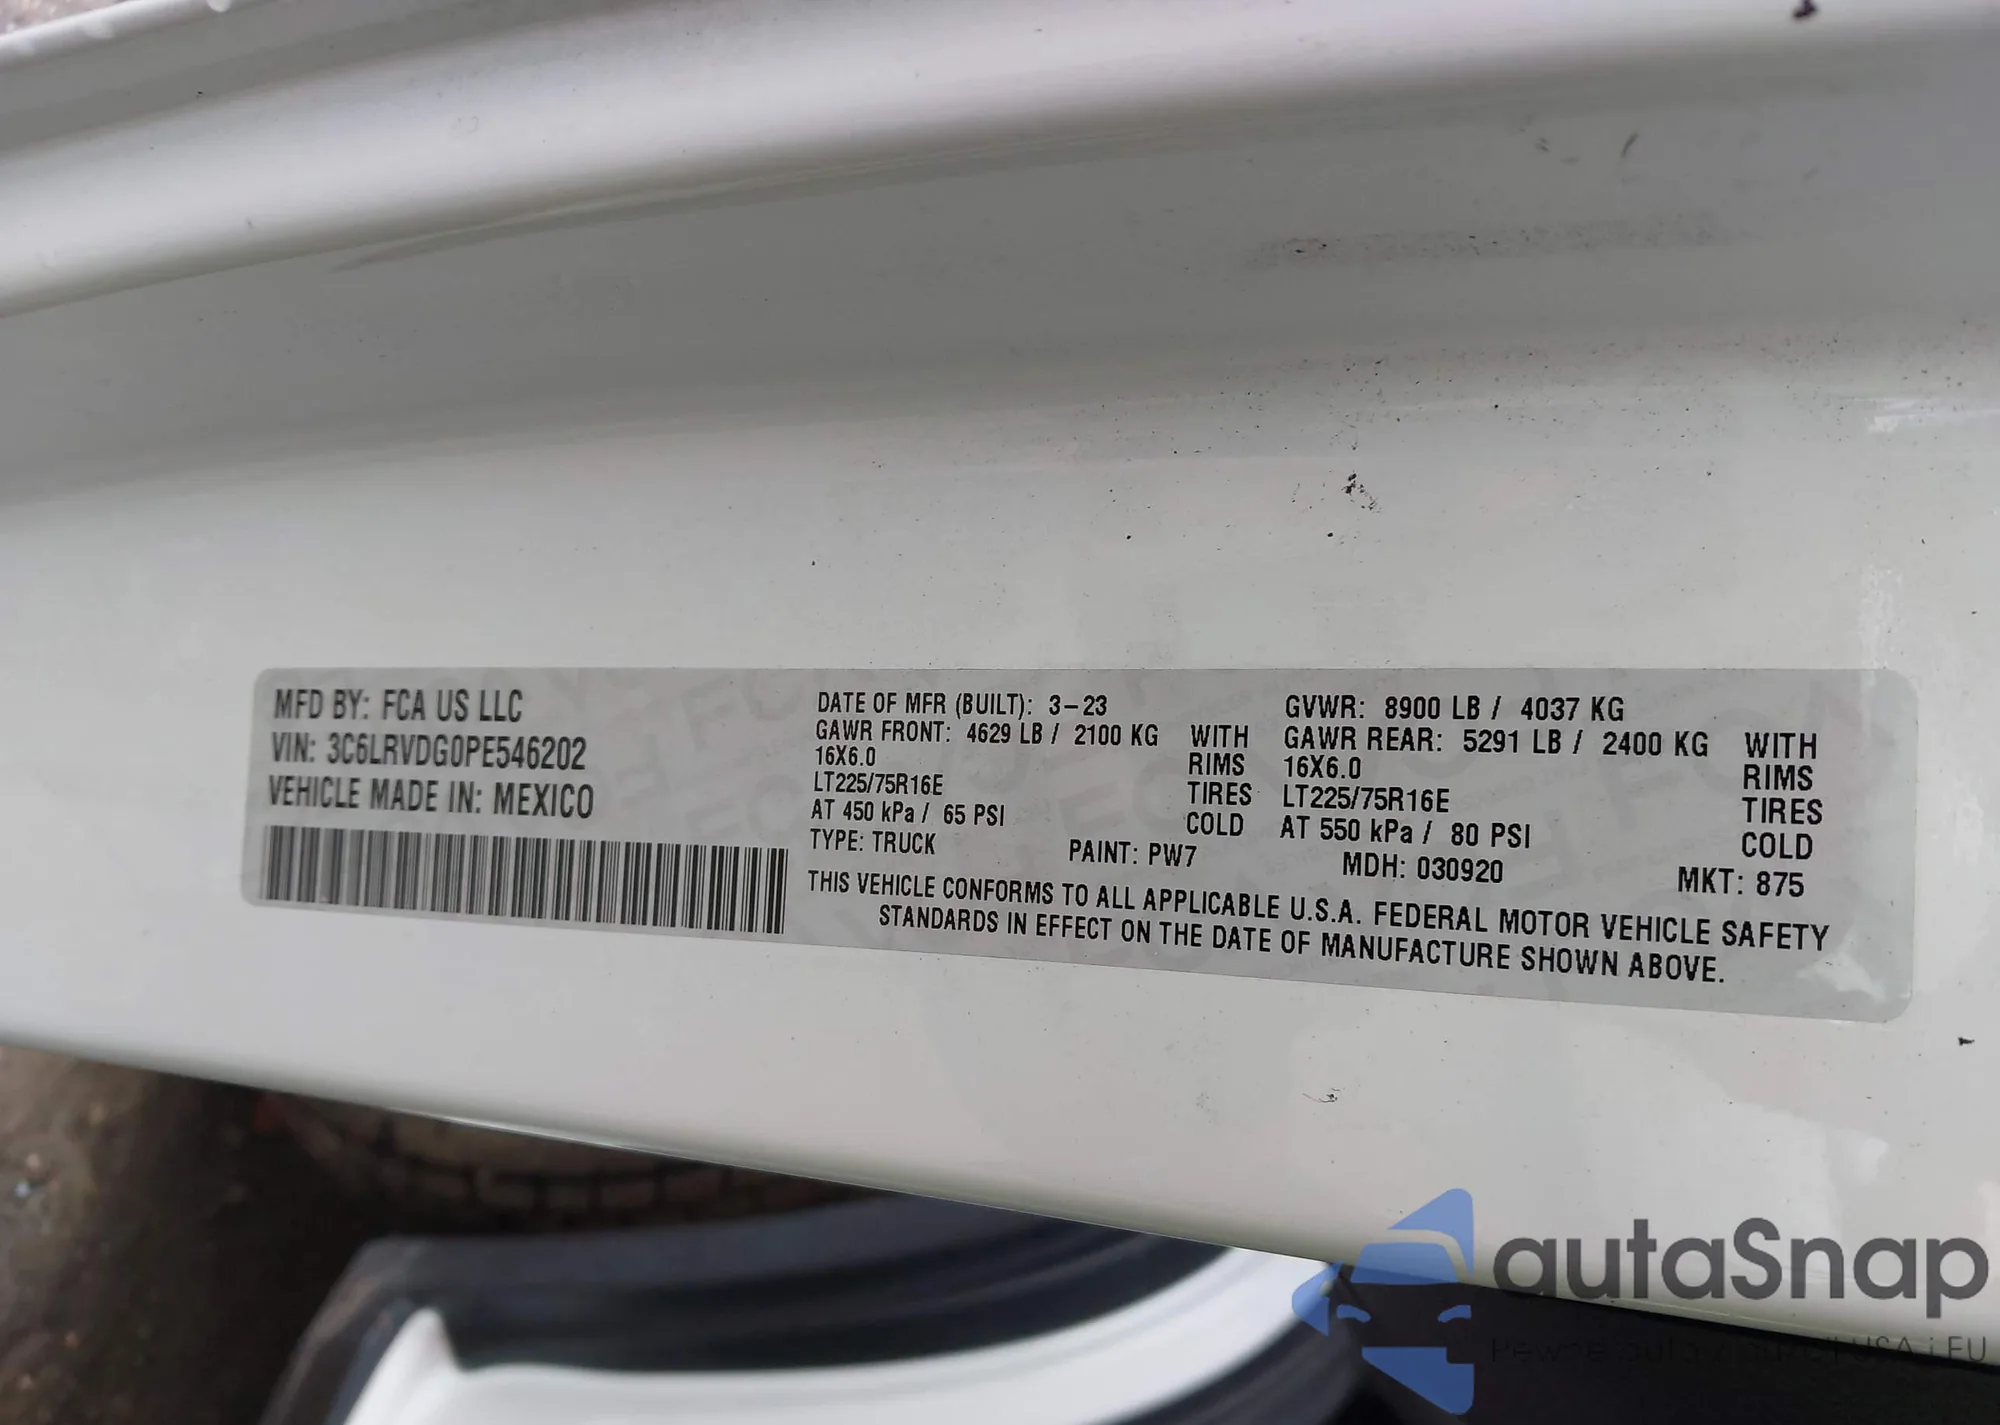 MFD BY: FCA US LLC
VIN: 3C6LRVDG0PE546202
VEHICLE MADE IN: MEXICO
DATE OF MFR (BUILT): 3-23
GVWR: 8900 LB / 4037 KG
GAWR FRONT: 4629 LB / 2100 KG WITH
16X6.0 RIMS
LT225/75R16E TIRES
AT 450 kPa / 65 PSI COLD
GAWR REAR: 5291 LB / 2400 KG WITH
16X6.0 RIMS
LT225/75R16E TIRES
AT 550 kPa / 80 PSI COLD
TYPE: TRUCK PAINT: PW7 MDH: 030920 MKT: 875
THIS VEHICLE CONFORMS TO ALL APPLICABLE U.S.A. FEDERAL MOTOR VEHICLE SAFETY
STANDARDS IN EFFECT ON THE DATE OF MANUFACTURE SHOWN ABOVE.
autaSnap
USA i EU